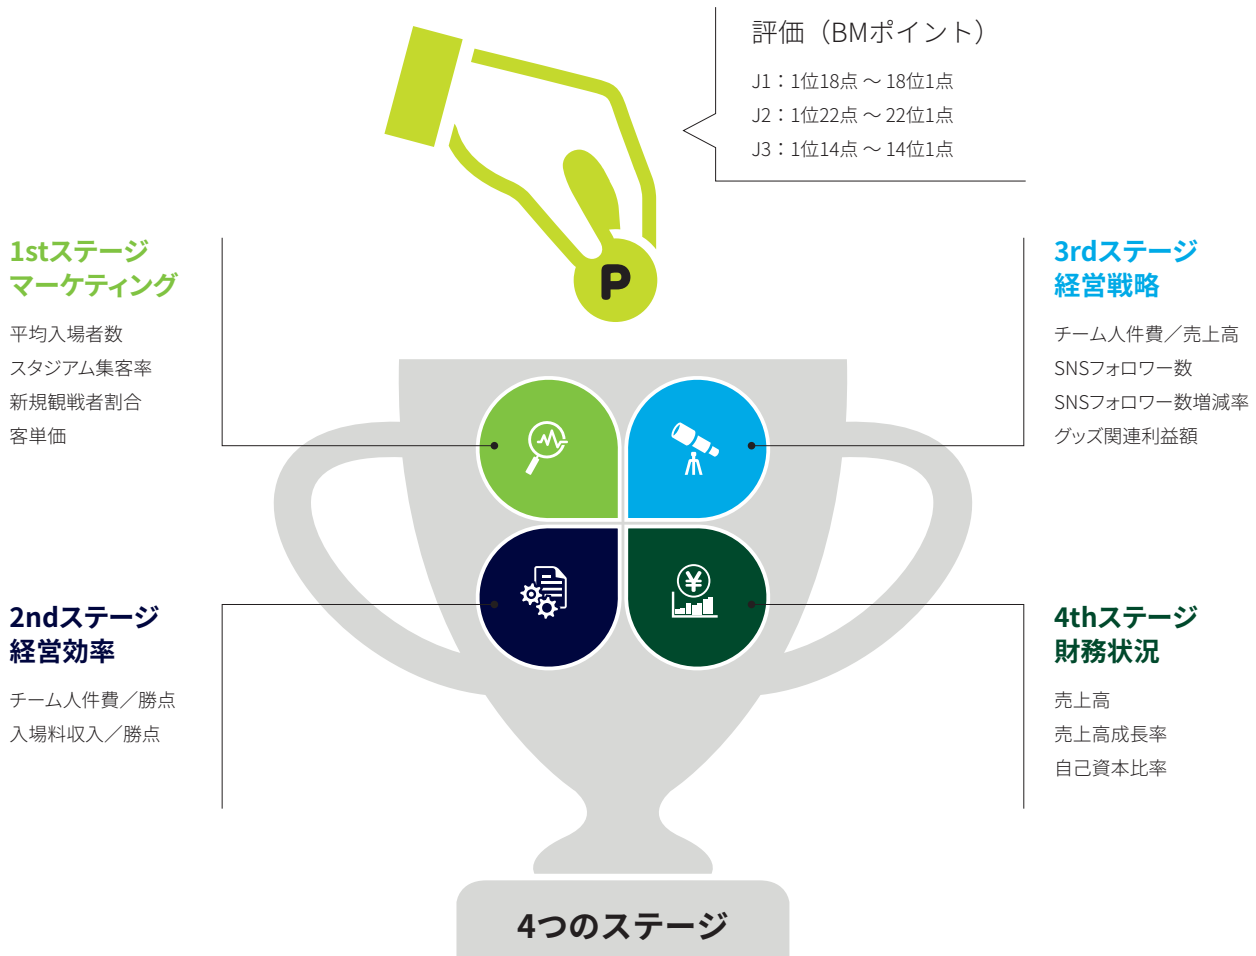 評価（BMポイント）
J1：1位18点 ～ 18位1点
J2：1位22点 ～ 22位1点
J3：1位14点 ～ 14位1点
P
1stステージ
マーケティング
平均入場者数
スタジアム集客率
新規観戦者割合
客単価
2ndステージ
経営効率
チーム人件費／勝点
入場料収入／勝点
3rdステージ
経営戦略
チーム人件費／売上高
SNSフォロワー数
SNSフォロワー数増減率
グッズ関連利益額
¥
4thステージ
財務状況
売上高
売上高成長率
自己資本比率
4つのステージ